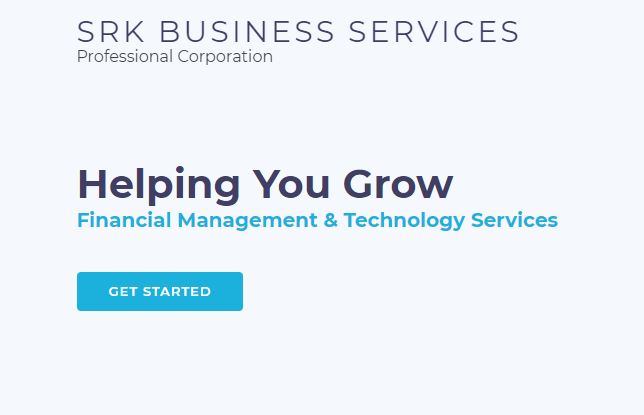 SRK BUSINESS SERVICES
Professional Corporation
Helping You Grow
Financial Management & Technology Services
GET STARTED